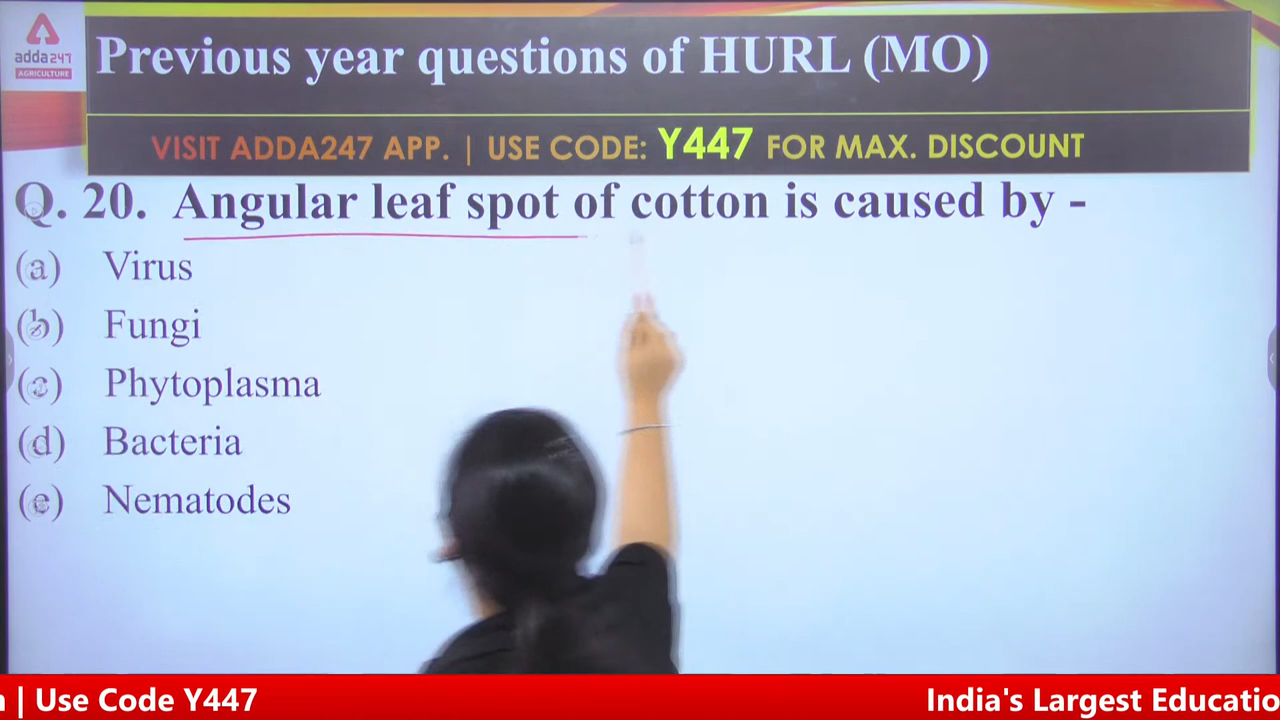 adda247
AGRICULTURE
Previous year questions of HURL (MO)
VISIT ADDA247 APP. | USE CODE: Y447 FOR MAX. DISCOUNT
Q. 20. Angular leaf spot of cotton is caused by -
(a) Virus
(b) Fungi
(c) Phytoplasma
(d) Bacteria
(e) Nematodes
| Use Code Y447
India's Largest Educatio